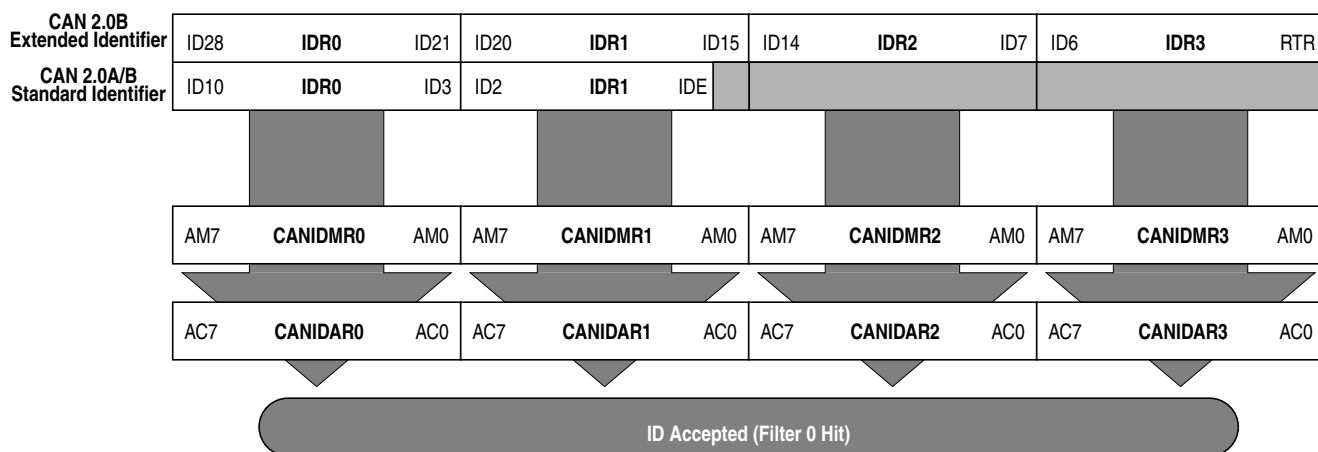 CAN 2.0B
Extended Identifier
ID28 IDR0 ID21 ID20 IDR1 ID15 ID14 IDR2 ID7 ID6 IDR3 RTR
CAN 2.0A/B
Standard Identifier
ID10 IDR0 ID3 ID2 IDR1 IDE
AM7 CANIDMR0 AM0 AM7 CANIDMR1 AM0 AM7 CANIDMR2 AM0 AM7 CANIDMR3 AM0
AC7 CANIDAR0 AC0 AC7 CANIDAR1 AC0 AC7 CANIDAR2 AC0 AC7 CANIDAR3 AC0
ID Accepted (Filter 0 Hit)